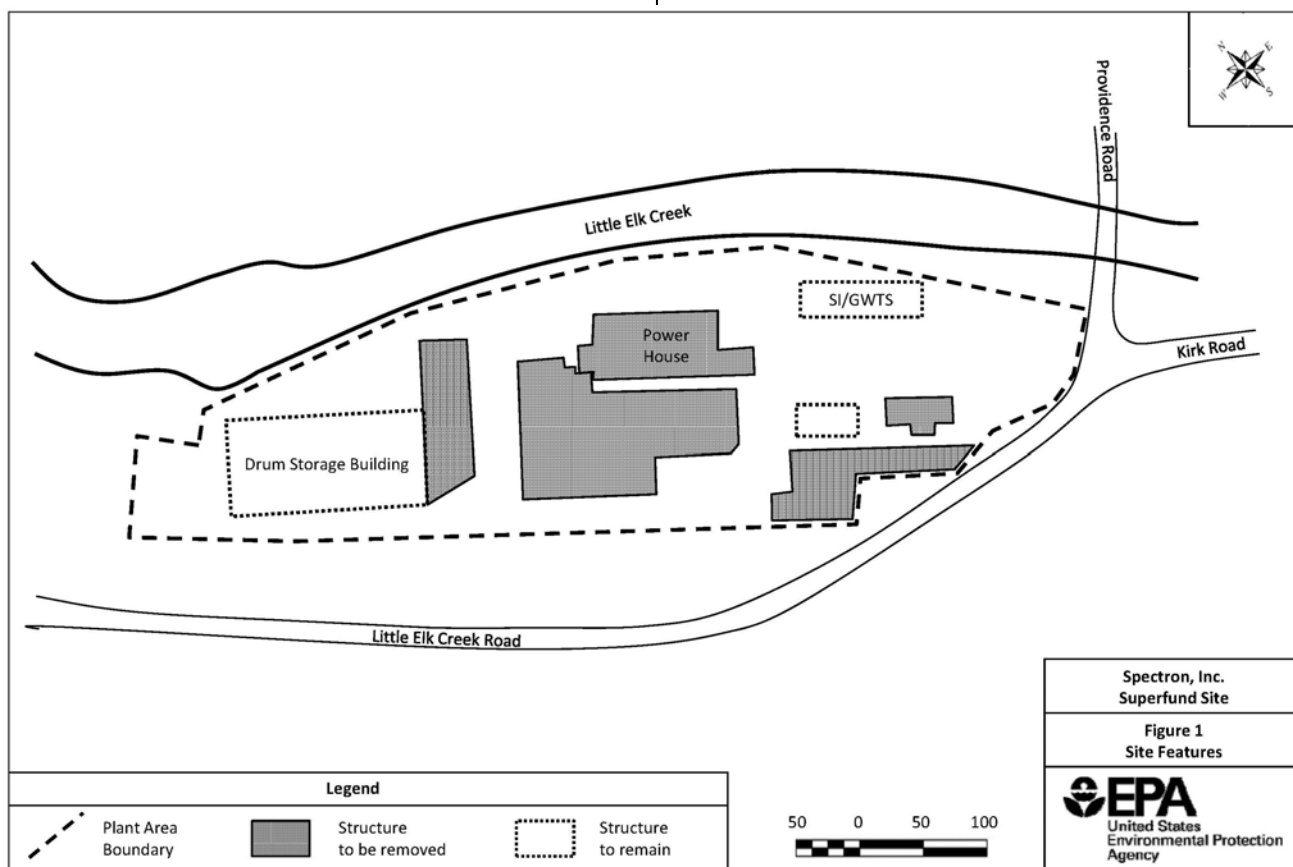 N
E
W
S
Providence Road
Little Elk Creek
SI/GWTS
Power
House
Kirk Road
Drum Storage Building
Little Elk Creek Road
Spectron, Inc.
Superfund Site
Figure 1
Site Features
Legend
Plant Area
Boundary
Structure
to be removed
Structure
to remain
50 0 50 100
EPA
United States
Environmental Protection
Agency